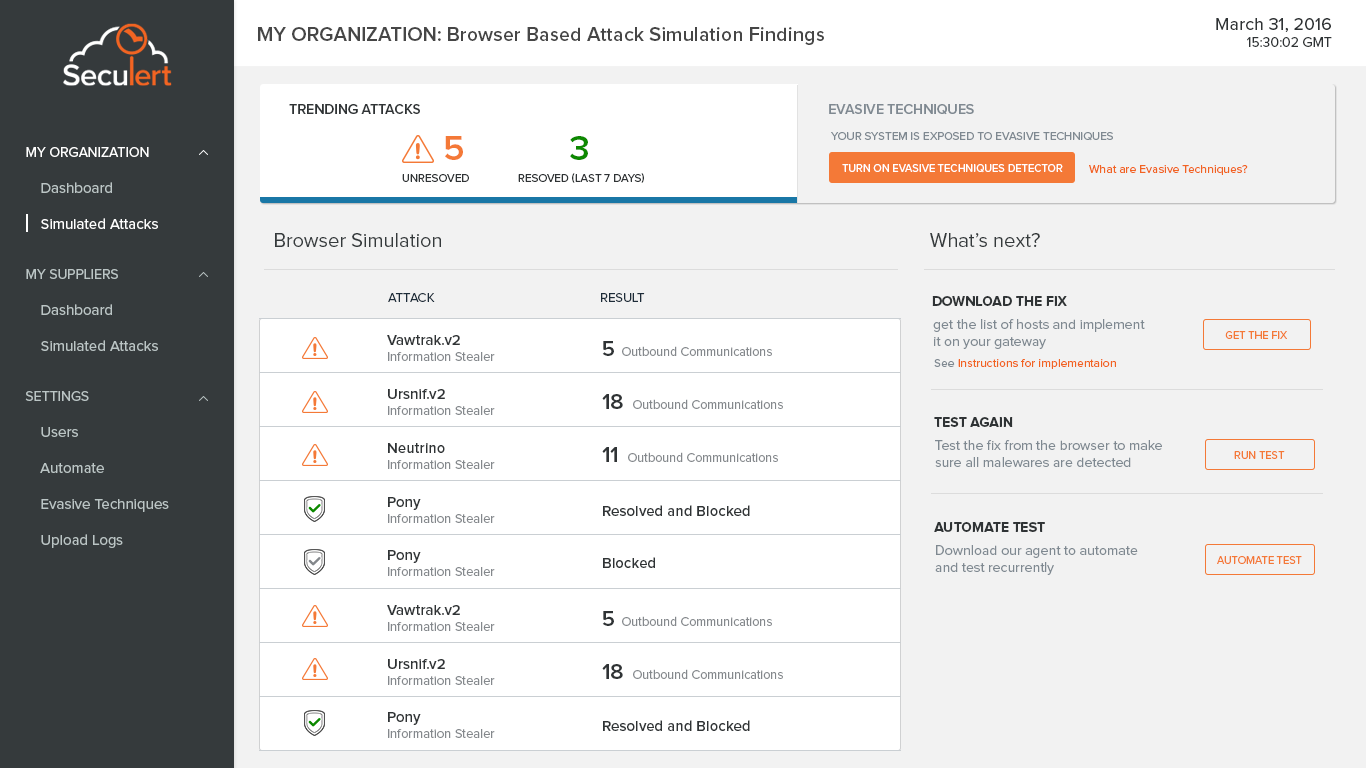 Seculert
MY ORGANIZATION
Dashboard
Simulated Attacks
MY SUPPLIERS
Dashboard
Simulated Attacks
SETTINGS
Users
Automate
Evasive Techniques
Upload Logs
MY ORGANIZATION: Browser Based Attack Simulation Findings
March 31, 2016
15:30:02 GMT
TRENDING ATTACKS
5
UNRESOVED
3
RESOVED (LAST 7 DAYS)
EVASIVE TECHNIQUES
YOUR SYSTEM IS EXPOSED TO EVASIVE TECHNIQUES
TURN ON EVASIVE TECHNIQUES DETECTOR
What are Evasive Techniques?
Browser Simulation
ATTACK RESULT
Vawtrak.v2
Information Stealer
5 Outbound Communications
Ursnif.v2
Information Stealer
18 Outbound Communications
Neutrino
Information Stealer
11 Outbound Communications
Pony
Information Stealer
Resolved and Blocked
Pony
Information Stealer
Blocked
Vawtrak.v2
Information Stealer
5 Outbound Communications
Ursnif.v2
Information Stealer
18 Outbound Communications
Pony
Information Stealer
Resolved and Blocked
What's next?
DOWNLOAD THE FIX
get the list of hosts and implement
it on your gateway
See Instructions for implementaion
GET THE FIX
TEST AGAIN
Test the fix from the browser to make
sure all malewares are detected
RUN TEST
AUTOMATE TEST
Download our agent to automate
and test recurrently
AUTOMATE TEST